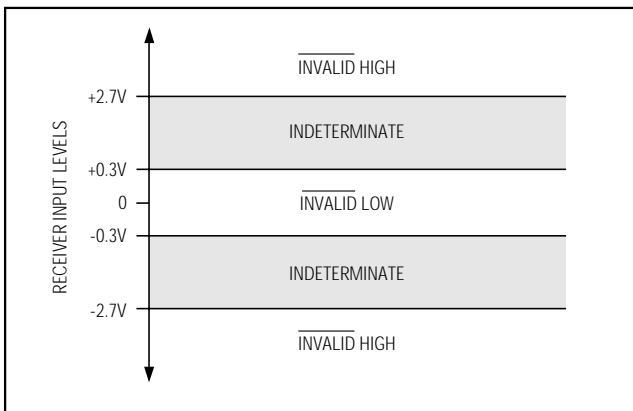 INVALID HIGH
+2.7V
INDETERMINATE
+0.3V
0
INVALID LOW
-0.3V
INDETERMINATE
-2.7V
INVALID HIGH
RECEIVER INPUT LEVELS